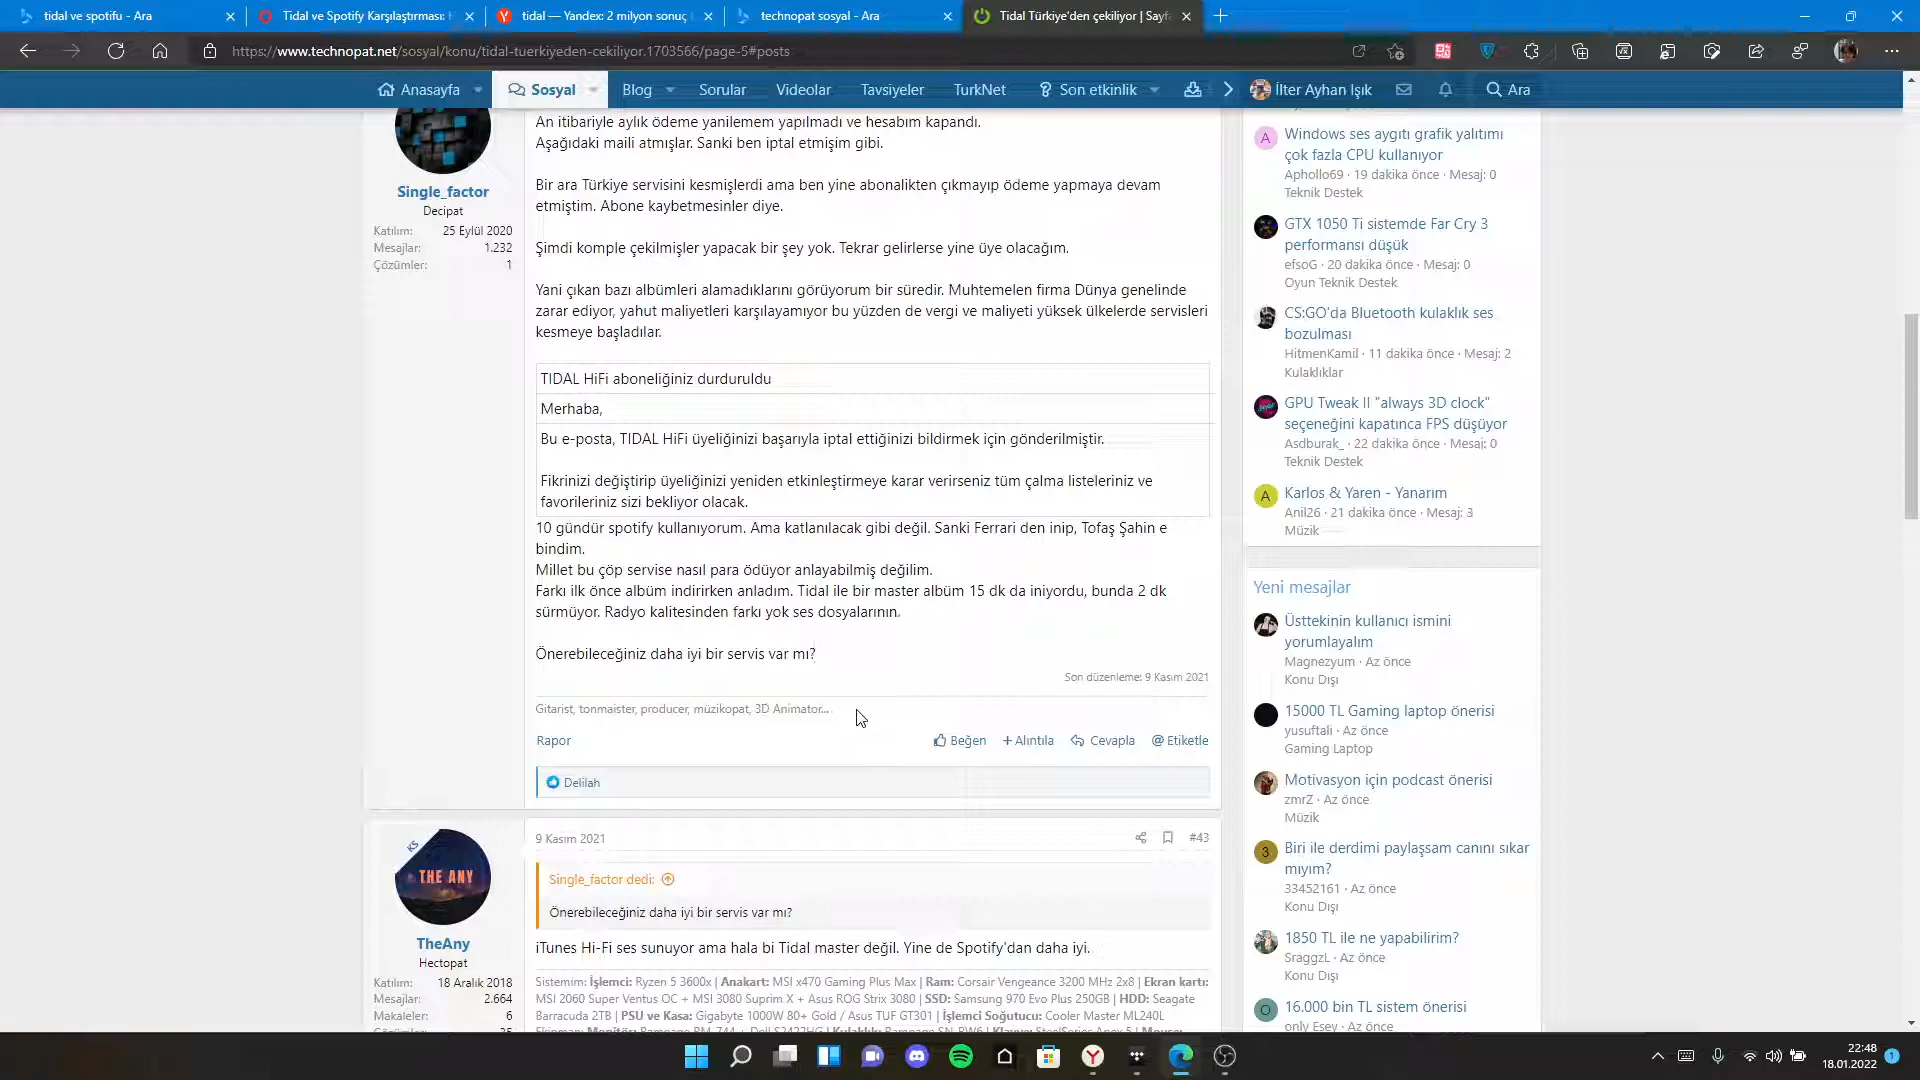 tidal ve spotifu - Ara
Tidal ve Spotify Karşılaştırması:
tidal — Yandex: 2 milyon sonuç
technopat sosyal - Ara
Tidal Türkiye'den çekiliyor | Sayfa
https://www.technopat.net/sosyal/konu/tidal-tuerkiyeden-cekiliyor.1703566/page-5#posts
Anasayfa
Sosyal
Blog
Sorular
Videolar
Tavsiyeler
TurkNet
Son etkinlik
İlter Ayhan Işık
Ara
Single_factor
Decipat
Katılım: 25 Eylül 2020
Mesajlar: 1.232
Çözümler: 1
An itibariyle aylık ödeme yanilemem yapılmadı ve hesabım kapandı.
Aşağıdaki maili atmışlar. Sanki ben iptal etmişim gibi.
Bir ara Türkiye servisini kesmişlerdi ama ben yine abonalikten çıkmayıp ödeme yapmaya devam
etmiştim. Abone kaybetmesinler diye.
Şimdi komple çekilmişler yapacak bir şey yok. Tekrar gelirlerse yine üye olacağım.
Yani çıkan bazı albümleri alamadıklarını görüyorum bir süredir. Muhtemelen firma Dünya genelinde
zarar ediyor, yahut maliyetleri karşılayamıyor bu yüzden de vergi ve maliyeti yüksek ülkelerde servisleri
kesmeye başladılar.
TIDAL HiFi aboneliğiniz durduruldu
Merhaba,
Bu e-posta, TIDAL HiFi üyeliğinizi başarıyla iptal ettiğinizi bildirmek için gönderilmiştir.
Fikrinizi değiştirip üyeliğinizi yeniden etkinleştirmeye karar verirseniz tüm çalma listeleriniz ve
favorileriniz sizi bekliyor olacak.
10 gündür spotify kullanıyorum. Ama katlanılacak gibi değil. Sanki Ferrari den inip, Tofaş Şahin e
bindim.
Millet bu çöp servise nasıl para ödüyor anlayabilmiş değilim.
Farkı ilk önce albüm indirirken anladım. Tidal ile bir master albüm 15 dk da iniyordu, bunda 2 dk
sürmüyor. Radyo kalitesinden farkı yok ses dosyalarının.
Önerebileceğiniz daha iyi bir servis var mı?
Son düzenleme: 9 Kasım 2021
Gitarist, tonmaister, producer, müzikopat, 3D Animator...
Rapor
Beğen
+ Alıntıla
Cevapla
@ Etiketle
Delilah
KS
THE ANY
TheAny
Hectopat
Katılım: 18 Aralık 2018
Mesajlar: 2.664
Makaleler: 6
Çözümler: 25
9 Kasım 2021
#43
Single_factor dedi:
Önerebileceğiniz daha iyi bir servis var mı?
iTunes Hi-Fi ses sunuyor ama hala bi Tidal master değil. Yine de Spotify'dan daha iyi.
Sistemim: İşlemci: Ryzen 5 3600x | Anakart: MSI x470 Gaming Plus Max | Ram: Corsair Vengeance 3200 MHz 2x8 | Ekran kartı:
MSI 2060 Super Ventus OC + MSI 3080 Suprim X + Asus ROG Strix 3080 | SSD: Samsung 970 Evo Plus 250GB | HDD: Seagate
Barracuda 2TB | PSU ve Kasa: Gigabyte 1000W 80+ Gold / Asus TUF GT301 | İşlemci Soğutucu: Cooler Master ML240L
A
Windows ses aygıtı grafik yalıtımı
çok fazla CPU kullanıyor
Aphollo69 · 19 dakika önce · Mesaj: 0
Teknik Destek
GTX 1050 Ti sistemde Far Cry 3
performansı düşük
efsoG · 20 dakika önce · Mesaj: 0
Oyun Teknik Destek
CS:GO'da Bluetooth kulaklık ses
bozulması
HitmenKamil · 11 dakika önce · Mesaj: 2
Kulaklıklar
GPU Tweak II "always 3D clock"
seçeneğini kapatınca FPS düşüyor
Asdburak_ · 22 dakika önce · Mesaj: 0
Teknik Destek
A
Karlos & Yaren - Yanarım
Anil26 · 21 dakika önce · Mesaj: 3
Müzik
Yeni mesajlar
Üsttekinin kullanıcı ismini
yorumlayalım
Magnezyum · Az önce
Konu Dışı
15000 TL Gaming laptop önerisi
yusuftali · Az önce
Gaming Laptop
Motivasyon için podcast önerisi
zmrZ · Az önce
Müzik
3
Biri ile derdimi paylaşsam canını sıkar
mıyım?
33452161 · Az önce
Konu Dışı
1850 TL ile ne yapabilirim?
SraggzL · Az önce
Konu Dışı
O
16.000 bin TL sistem önerisi
only Esey · Az önce
22:48
18.01.2022
1